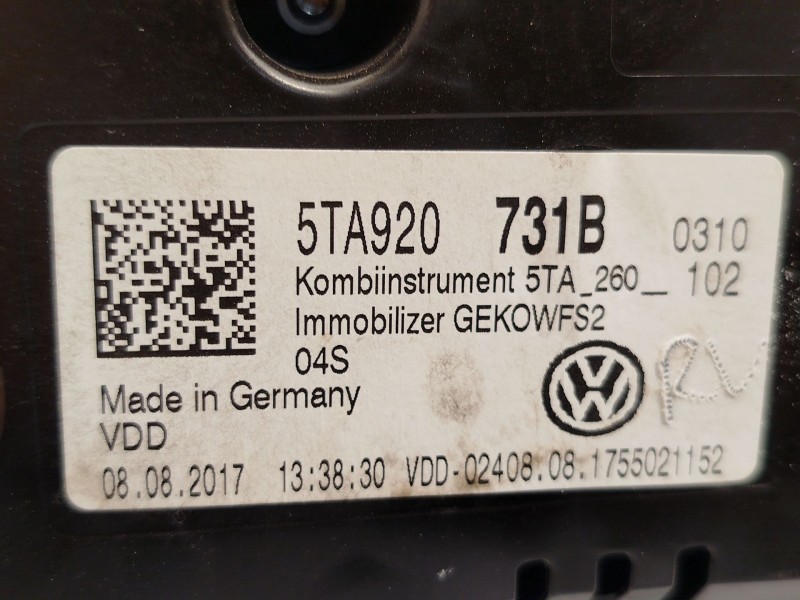 5TA920 731B 0310
Kombiinstrument 5TA_260__ 102
Immobilizer GEKOWFS2
04S
Made in Germany
VDD
08.08.2017 13:38:30 VDD-02408.08.1755021152